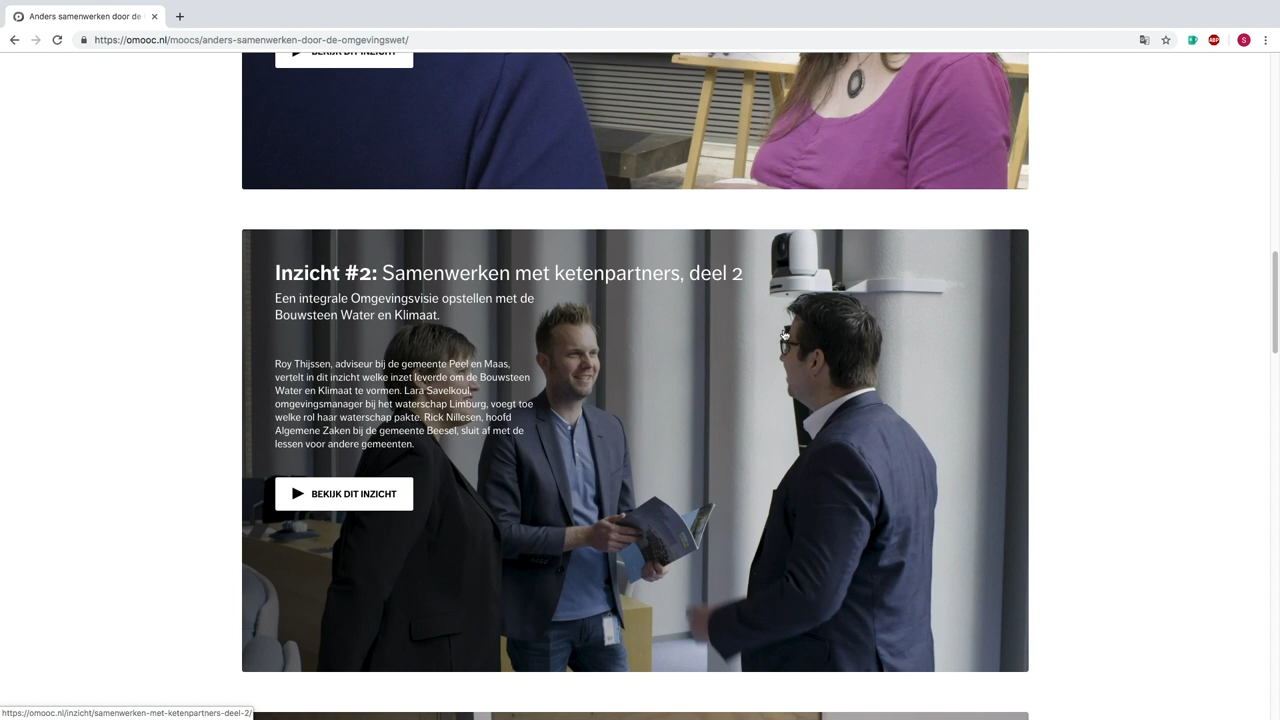 Anders samenwerken door de
https://omooc.nl/moocs/anders-samenwerken-door-de-omgevingswet/
ABP
S
BEKIJK DIT INZICHT
Inzicht #2: Samenwerken met ketenpartners, deel 2
Een integrale Omgevingsvisie opstellen met de
Bouwsteen Water en Klimaat.
Roy Thijssen, adviseur bij de gemeente Peel en Maas,
vertelt in dit inzicht welke inzet leverde om de Bouwsteen
Water en Klimaat te vormen. Lara Savelkoul,
omgevingsmanager bij het waterschap Limburg, voegt toe
welke rol haar waterschap pakte. Rick Nillesen, hoofd
Algemene Zaken bij de gemeente Beesel, sluit af met de
lessen voor andere gemeenten.
BEKIJK DIT INZICHT
https://omooc.nl/inzicht/samenwerken-met-ketenpartners-deel-2/